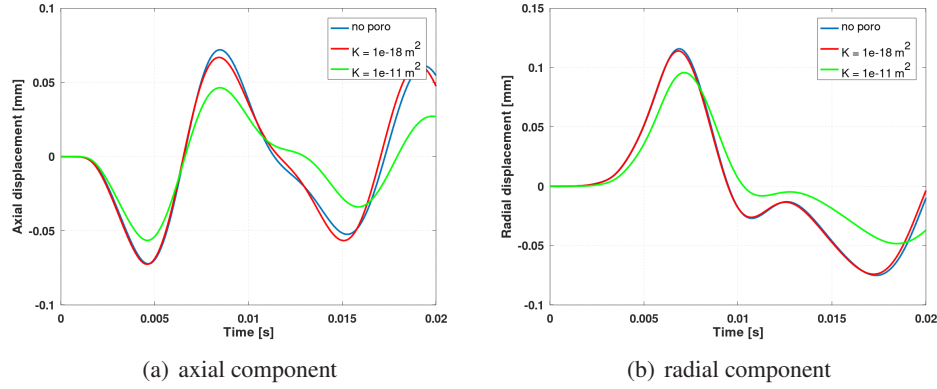 0.1
0.05
0
-0.05
-0.1
Axial displacement [mm]
no poro
K = 1e-18 m²
K = 1e-11 m²
0
0.005
0.01
0.015
0.02
Time [s]
(a) axial component
0.15
0.1
0.05
0
-0.05
-0.1
Radial displacement [mm]
no poro
K = 1e-18 m²
K = 1e-11 m²
0
0.005
0.01
0.015
0.02
Time [s]
(b) radial component